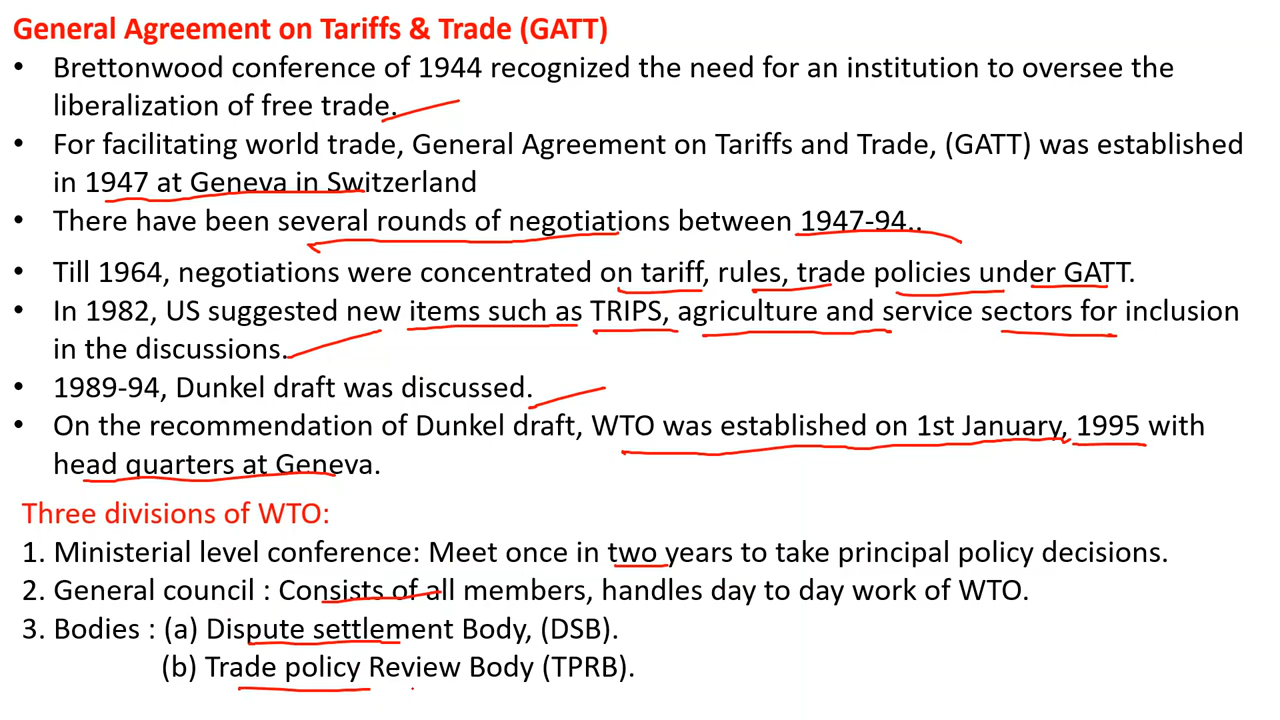 General Agreement on Tariffs & Trade (GATT)
• Brettonwood conference of 1944 recognized the need for an institution to oversee the
liberalization of free trade.
• For facilitating world trade, General Agreement on Tariffs and Trade, (GATT) was established
in 1947 at Geneva in Switzerland
• There have been several rounds of negotiations between 1947-94..
• Till 1964, negotiations were concentrated on tariff, rules, trade policies under GATT.
• In 1982, US suggested new items such as TRIPS, agriculture and service sectors for inclusion
in the discussions.
• 1989-94, Dunkel draft was discussed.
• On the recommendation of Dunkel draft, WTO was established on 1st January, 1995 with
head quarters at Geneva.
Three divisions of WTO:
1. Ministerial level conference: Meet once in two years to take principal policy decisions.
2. General council : Consists of all members, handles day to day work of WTO.
3. Bodies : (a) Dispute settlement Body, (DSB).
(b) Trade policy Review Body (TPRB).